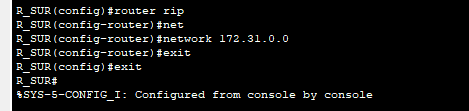 R_SUR(config)#router rip
R_SUR(config-router)#net
R_SUR(config-router)#network 172.31.0.0
R_SUR(config-router)#exit
R_SUR(config)#exit
R_SUR#
%SYS-5-CONFIG_I: Configured from console by console